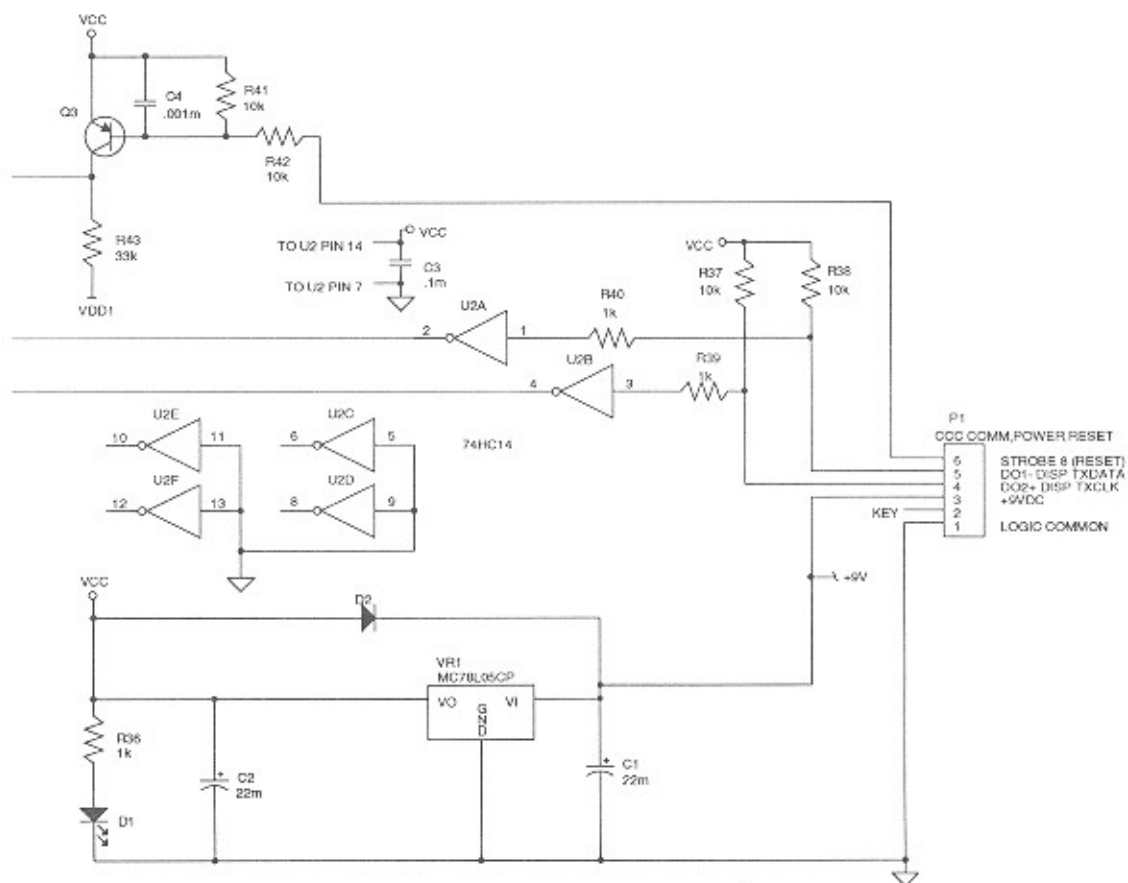 VCC
Q3
C4
.001m
R41
10k
R42
10k
R43
33k
VDD1
TO U2 PIN 14
VCC
C3
.1m
TO U2 PIN 7
VCC
R37
10k
R38
10k
R40
1k
U2A
2
1
U2B
4
3
R39
1k
U2E
10
11
U2C
6
5
74HC14
U2F
12
13
U2D
8
9
P1
CCC COMM,POWER RESET
6 STROBE 8 (RESET)
5 DO1- DISP TXDATA
4 DO2+ DISP TXCLK
3 +9VDC
KEY 2
1 LOGIC COMMON
+9V
VCC
D2
VR1
MC78L05CP
VO
GND
VI
R36
1k
+
C2
22m
+
C1
22m
D1